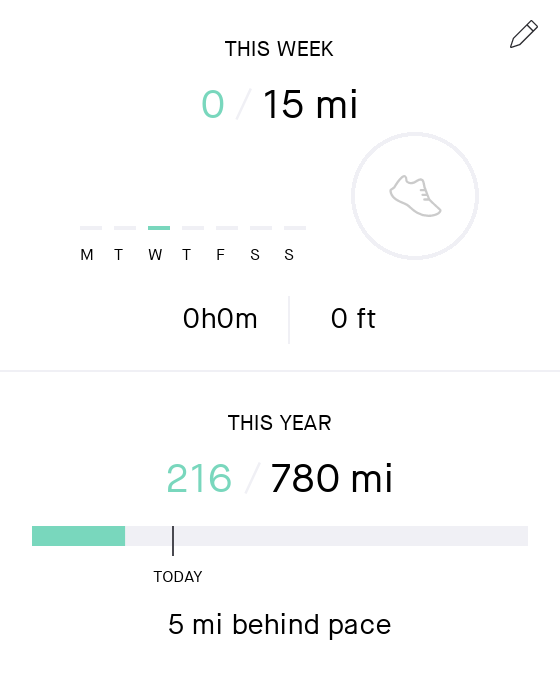 THIS WEEK
0 / 15 mi
M T W T F S S
0h0m 0 ft
THIS YEAR
216 / 780 mi
TODAY
5 mi behind pace